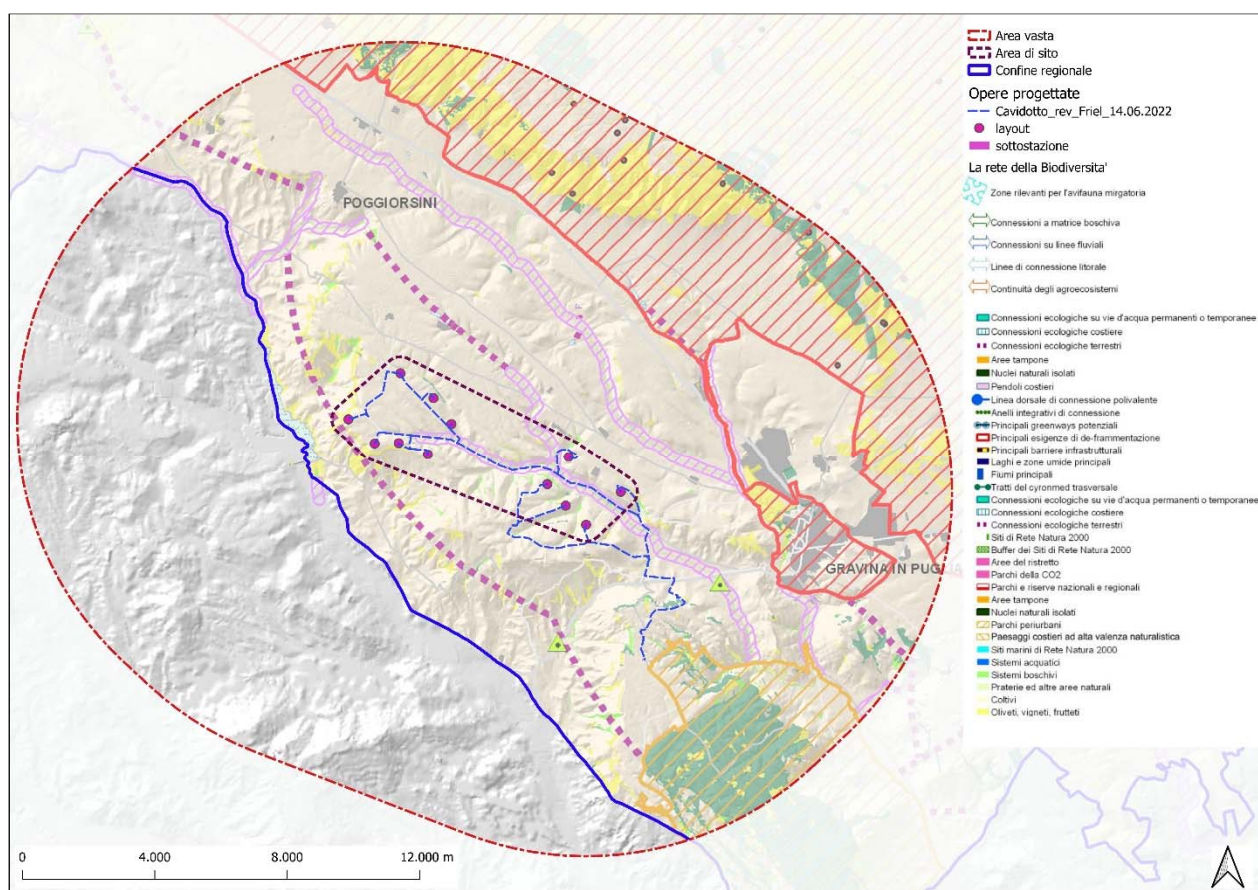 Area vasta
Area di sito
Confine regionale
Opere progettate
Cavidotto_rev_Friel_14.06.2022
layout
sottostazione
La rete della Biodiversita'
Zone rilevanti per l'avifauna mirgatoria
Connessioni a matrice boschiva
Connessioni su linee fluviali
Linee di connessione litorale
Continuità degli agroecosistemi
Connessioni ecologiche su vie d'acqua permanenti o temporanee
Connessioni ecologiche costiere
Connessioni ecologiche terrestri
Aree tampone
Nuclei naturali isolati
Pendoli costieri
Linea dorsale di connessione polivalente
Anelli integrativi di connessione
Principali greenways potenziali
Principali esigenze di de-frammentazione
Principali barriere infrastrutturali
Laghi e zone umide principali
Fiumi principali
Tratti del cyronmed trasversale
Connessioni ecologiche su vie d'acqua permanenti o temporanee
Connessioni ecologiche costiere
Connessioni ecologiche terrestri
Siti di Rete Natura 2000
Buffer dei Siti di Rete Natura 2000
Aree del ristretto
Parchi della CO2
Parchi e riserve nazionali e regionali
Aree tampone
Nuclei naturali isolati
Parchi periurbani
Paesaggi costieri ad alta valenza naturalistica
Siti marini di Rete Natura 2000
Sistemi acquatici
Sistemi boschivi
Praterie ed altre aree naturali
Coltivi
Oliveti, vigneti, frutteti
POGGIORSINI
GRAVINA IN PUGLIA
0 4.000 8.000 12.000 m